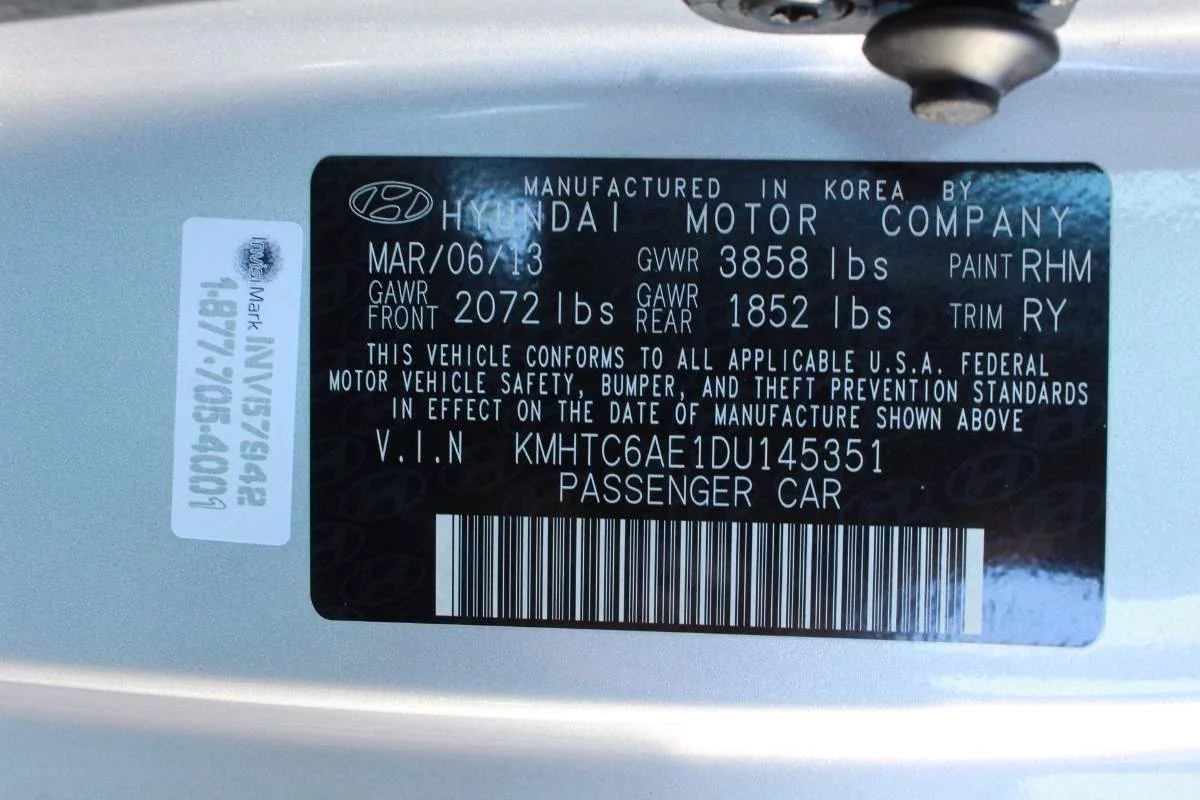 MANUFACTURED IN KOREA BY
HYUNDAI MOTOR COMPANY
MAR/06/13 GVWR 3858 lbs PAINT RHM
GAWR FRONT 2072 lbs GAWR REAR 1852 lbs TRIM RY
THIS VEHICLE CONFORMS TO ALL APPLICABLE U.S.A. FEDERAL
MOTOR VEHICLE SAFETY, BUMPER, AND THEFT PREVENTION STANDARDS
IN EFFECT ON THE DATE OF MANUFACTURE SHOWN ABOVE
V.I.N KMHTC6AE1DU145351
PASSENGER CAR
InVisiMark INV1579142
1.877.705.4001